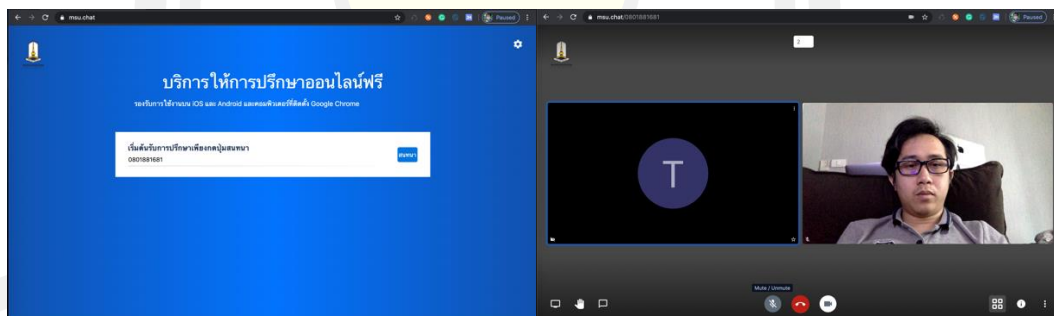 msu.chat
Paused
บริการให้การปรึกษาออนไลน์ฟรี
รองรับการใช้งานบน iOS และ Android และคอมพิวเตอร์ที่ติดตั้ง Google Chrome
เริ่มต้นรับการปรึกษาเพียงกดปุ่มสนทนา
0801881681
สนทนา
msu.chat/0801881681
Paused
2
T
Mute / Unmute